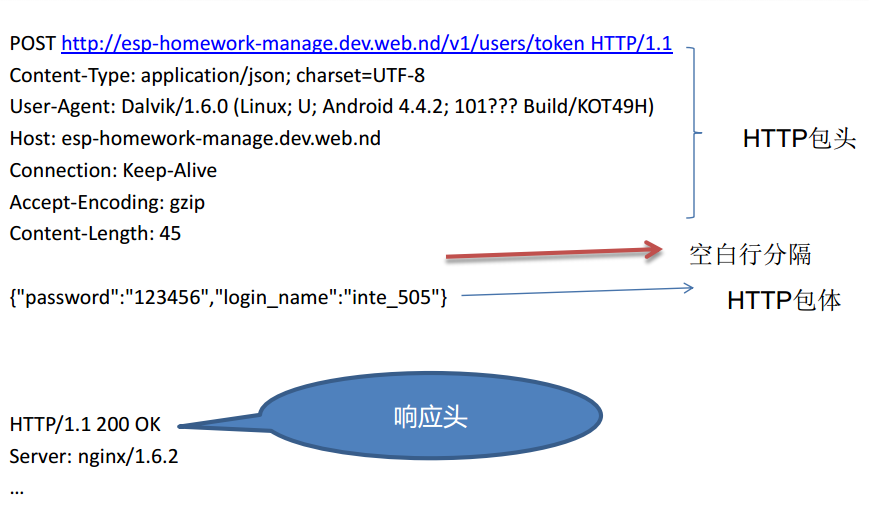 POST http://esp-homework-manage.dev.web.nd/v1/users/token HTTP/1.1
Content-Type: application/json; charset=UTF-8
User-Agent: Dalvik/1.6.0 (Linux; U; Android 4.4.2; 101??? Build/KOT49H)
Host: esp-homework-manage.dev.web.nd
HTTP包头
Connection: Keep-Alive
Accept-Encoding: gzip
Content-Length: 45
空白行分隔
{"password":"123456","login_name":"inte_505"}
HTTP包体
响应头
HTTP/1.1 200 OK
Server: nginx/1.6.2
…